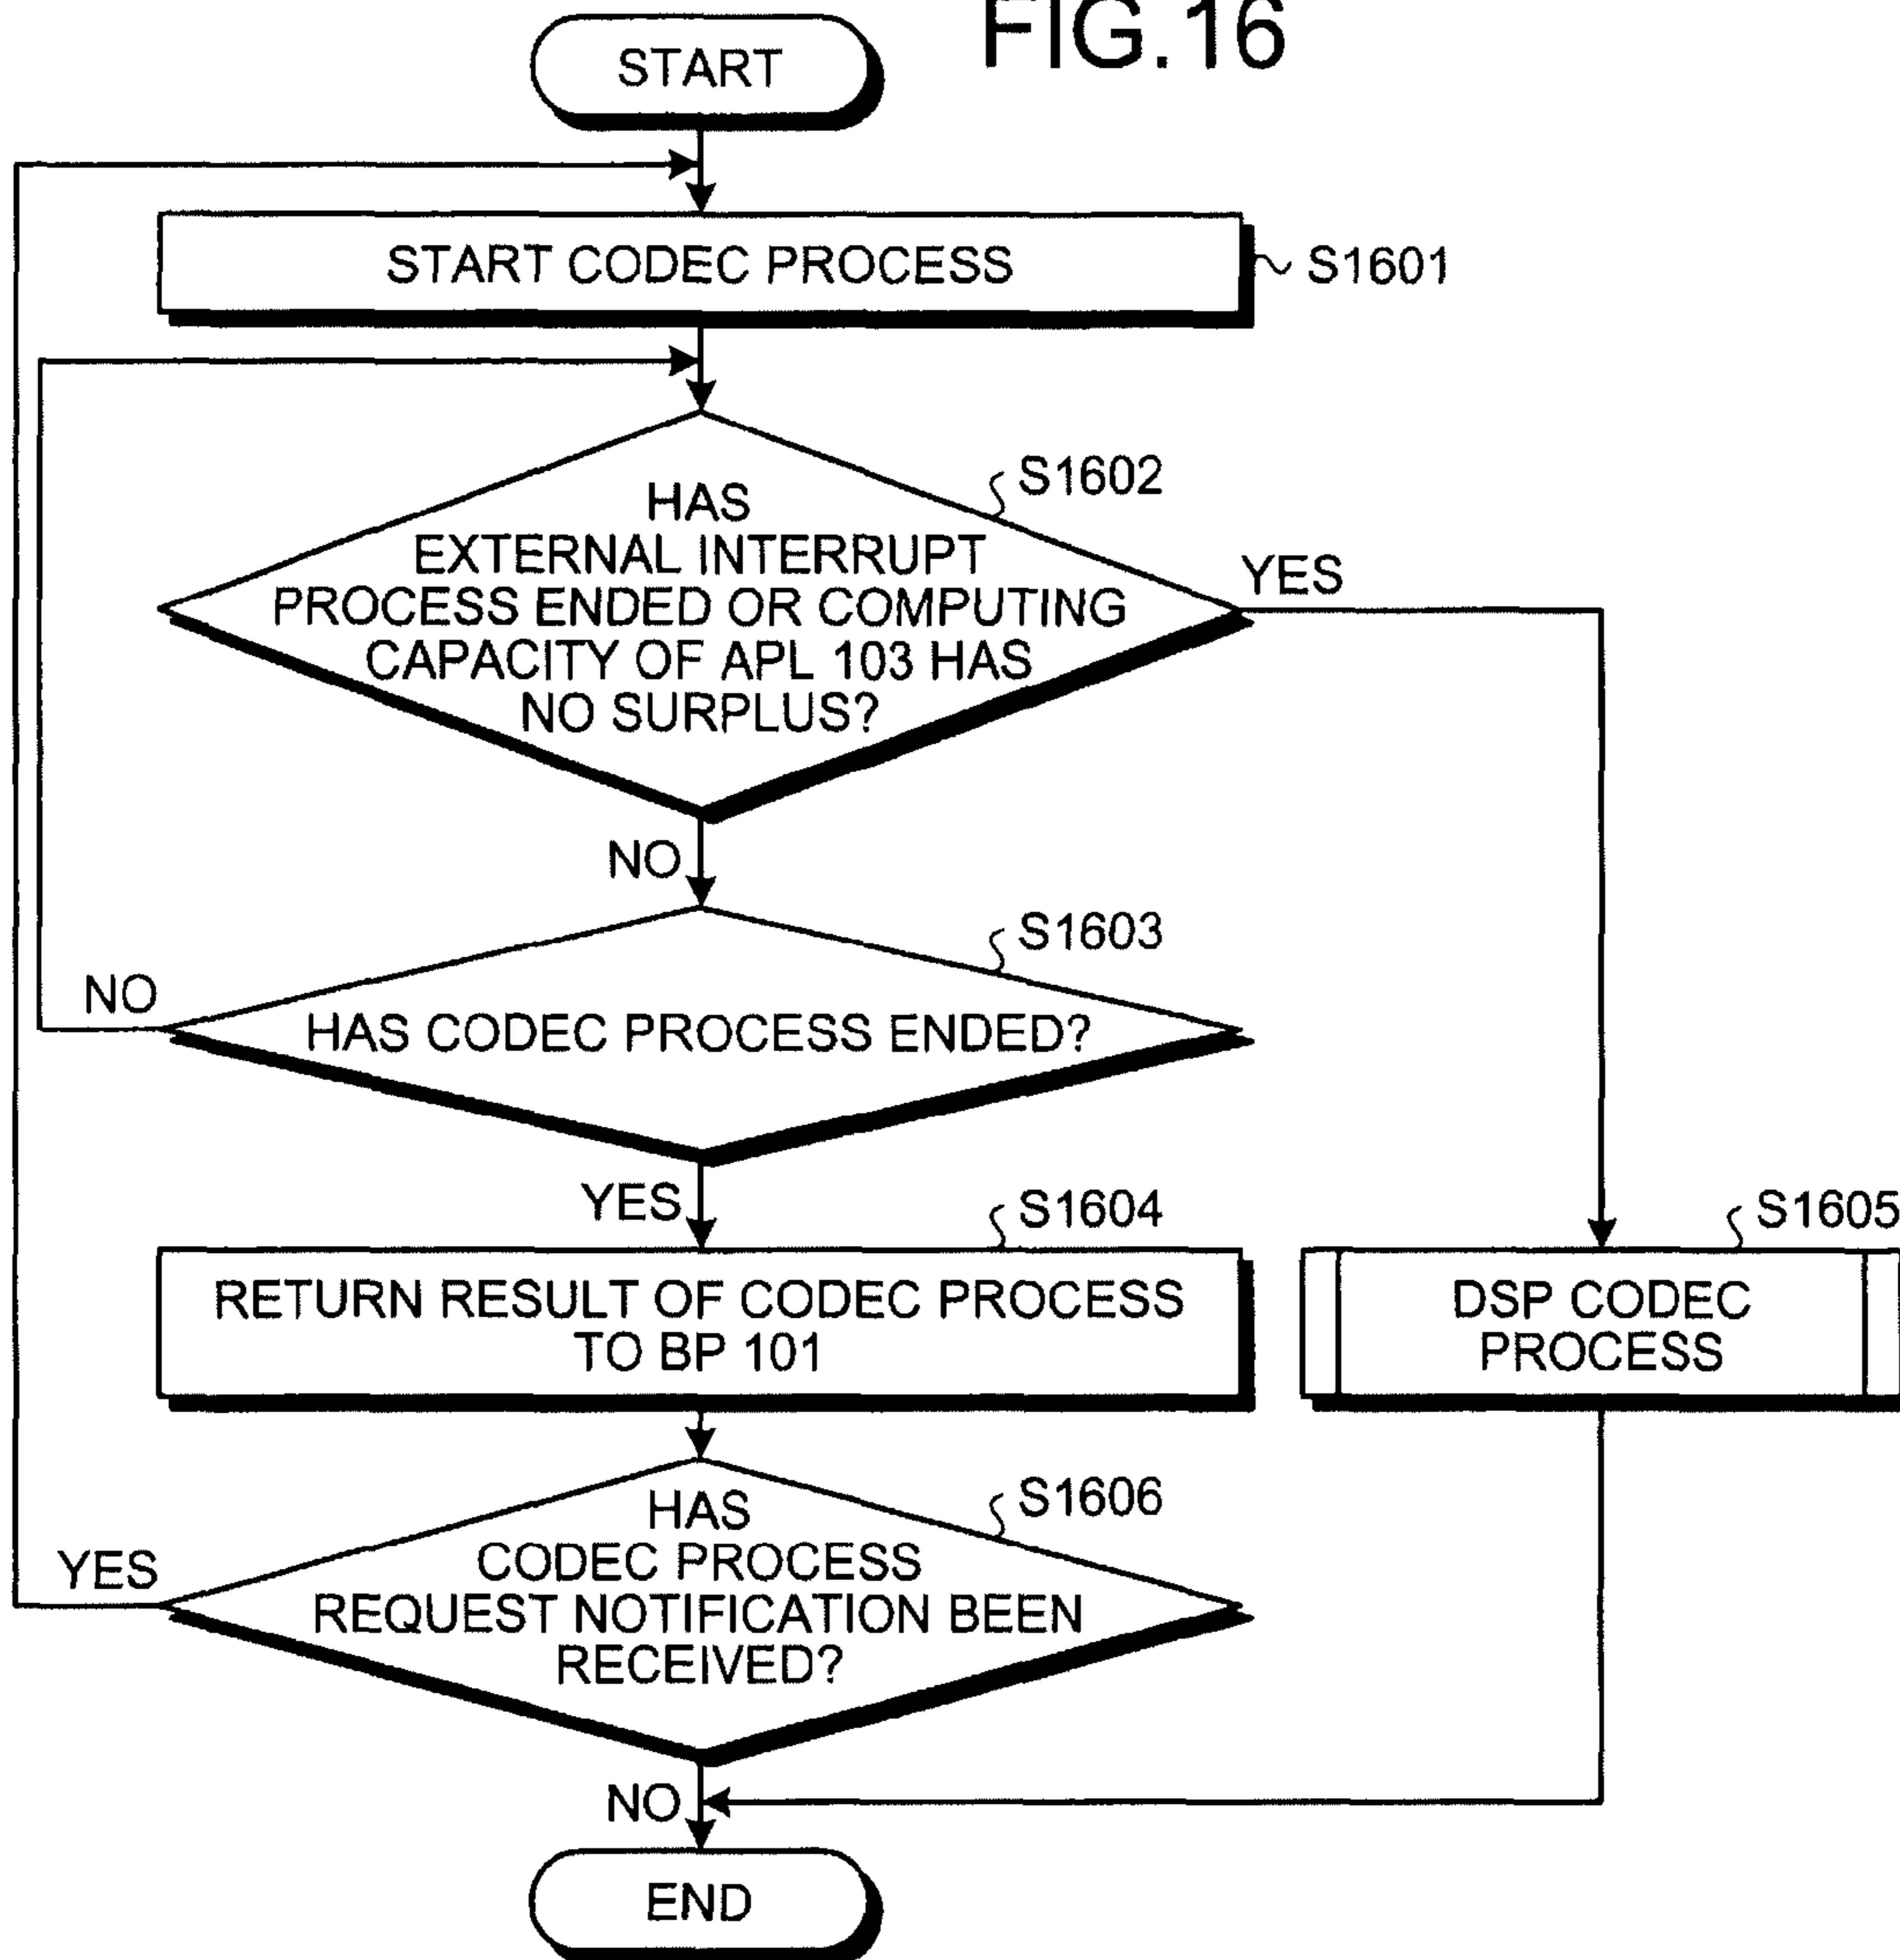 FIG.16
START
START CODEC PROCESS
S1601
S1602
HAS
EXTERNAL INTERRUPT
PROCESS ENDED OR COMPUTING
CAPACITY OF APL 103 HAS
NO SURPLUS?
YES
NO
S1603
HAS CODEC PROCESS ENDED?
NO
YES
S1604
RETURN RESULT OF CODEC PROCESS
TO BP 101
S1605
DSP CODEC
PROCESS
S1606
HAS
CODEC PROCESS
REQUEST NOTIFICATION BEEN
RECEIVED?
YES
NO
END